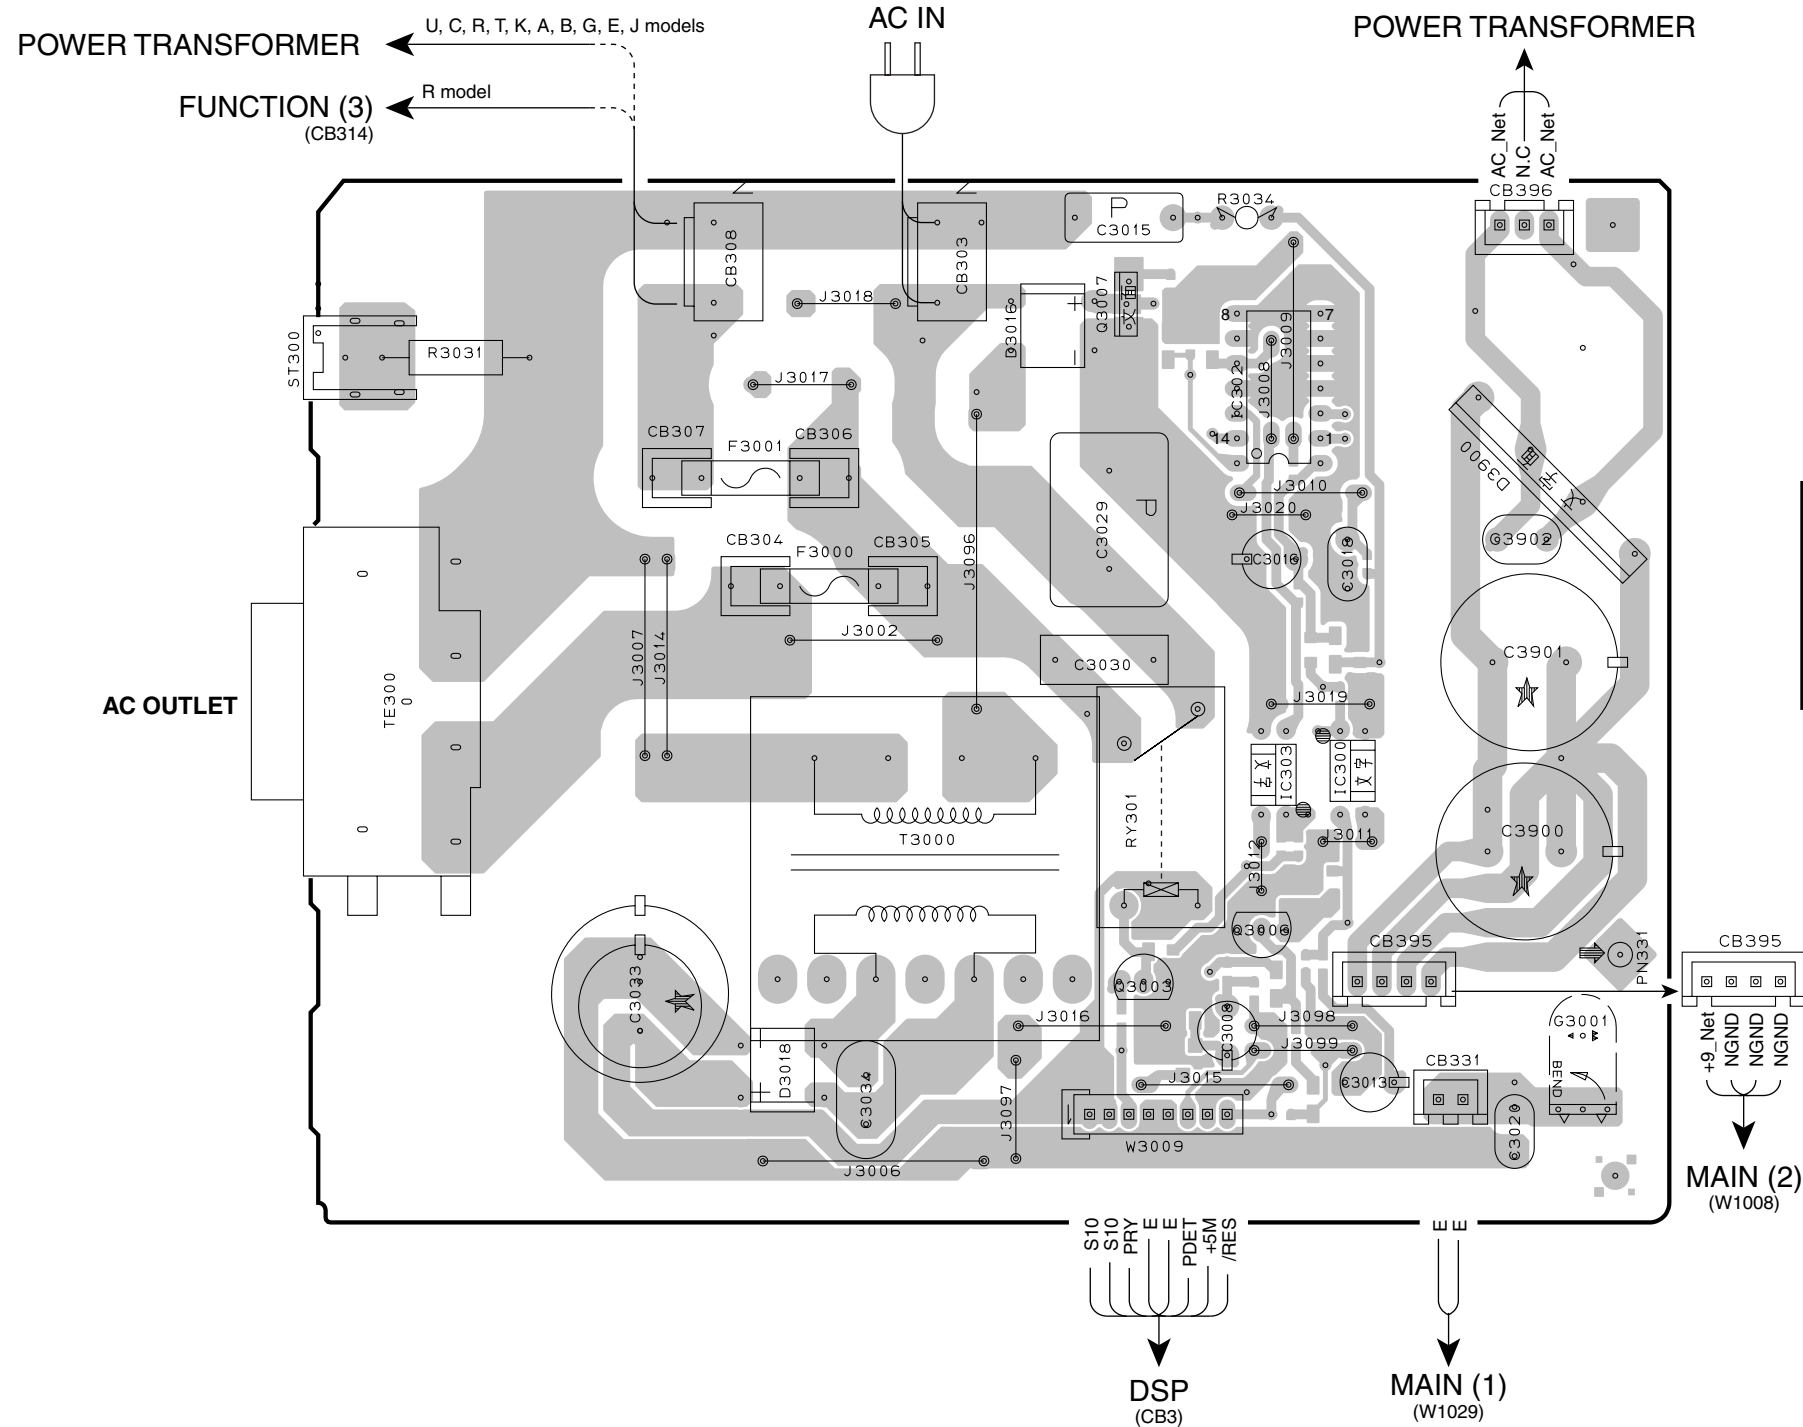 POWER TRANSFORMER
U, C, R, T, K, A, B, G, E, J models
AC IN
POWER TRANSFORMER
FUNCTION (3)
(CB314)
R model
AC_Net
N.C
AC_Net
CB396
CB308
CB303
P
C3015
R3034
J3018
D3016
+
Q3007
8
7
J3009
J3008
IC302
14
1
ST300
R3031
J3017
CB307
CB306
F3001
CB304
CB305
F3000
J3002
J3096
P
C3029
C3030
J3010
J3020
C3016
C3018
D3900
C3901
J3019
J3007
J3014
AC OUTLET
TE300
T3000
RY301
IC303
IC300
文字
J3011
J3012
C3900
Q3006
CB395
PN331
CB395
C3033
Q3003
J3016
C3008
J3098
J3099
G3001
BEND
+9_Net
NGND
NGND
NGND
D3018
C3034
J3097
J3015
C3013
CB331
C3020
W3009
J3006
MAIN (2)
(W1008)
S10
S10
PRY
E
E
PDET
+5M
/RES
E
E
DSP
(CB3)
MAIN (1)
(W1029)